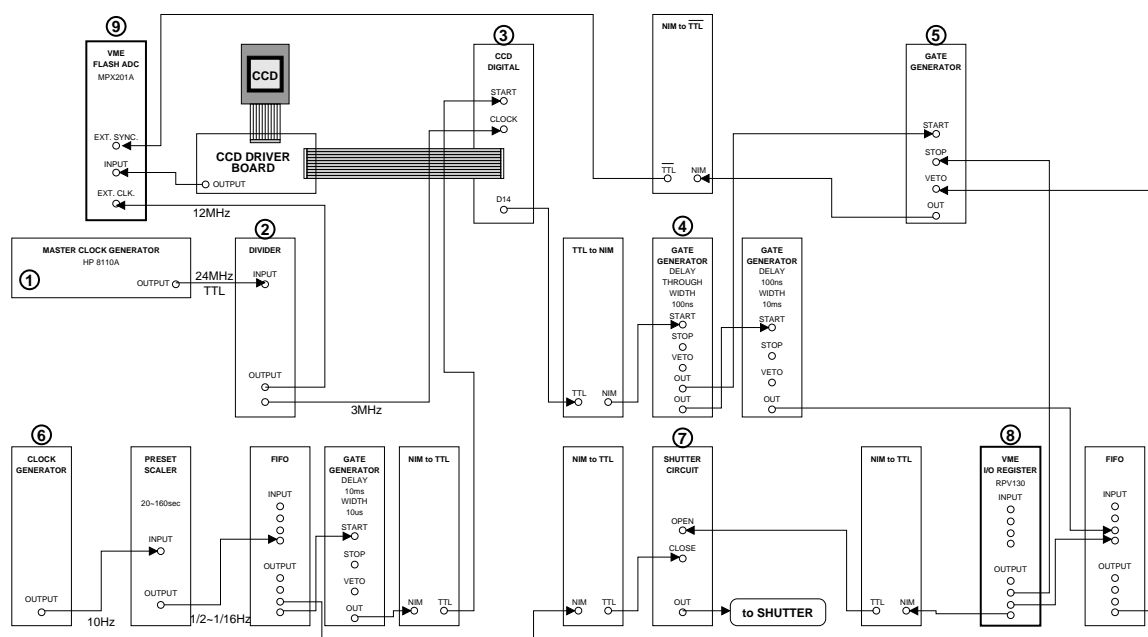 ⑨
VME
FLASH ADC
MPX201A
EXT. SYNC.
INPUT
EXT. CLK.
CCD
CCD DRIVER
BOARD
OUTPUT
12MHz
③
CCD
DIGITAL
START
CLOCK
D14
NIM to TTL
TTL
NIM
⑤
GATE
GENERATOR
START
STOP
VETO
OUT
MASTER CLOCK GENERATOR
HP 8110A
①
OUTPUT
24MHz
TTL
②
DIVIDER
INPUT
OUTPUT
3MHz
TTL to NIM
TTL
NIM
④
GATE
GENERATOR
DELAY
THROUGH
WIDTH
100ns
START
STOP
VETO
OUT
OUT
GATE
GENERATOR
DELAY
100ns
WIDTH
10ms
START
STOP
VETO
OUT
⑥
CLOCK
GENERATOR
OUTPUT
10Hz
PRESET
SCALER
20~160sec
INPUT
OUTPUT
1/2~1/16Hz
FIFO
INPUT
OUTPUT
GATE
GENERATOR
DELAY
10ms
WIDTH
10us
START
STOP
VETO
OUT
NIM to TTL
NIM
TTL
NIM to TTL
NIM
TTL
⑦
SHUTTER
CIRCUIT
OPEN
CLOSE
OUT
to SHUTTER
NIM to TTL
TTL
NIM
⑧
VME
I/O REGISTER
RPV130
INPUT
OUTPUT
FIFO
INPUT
OUTPUT